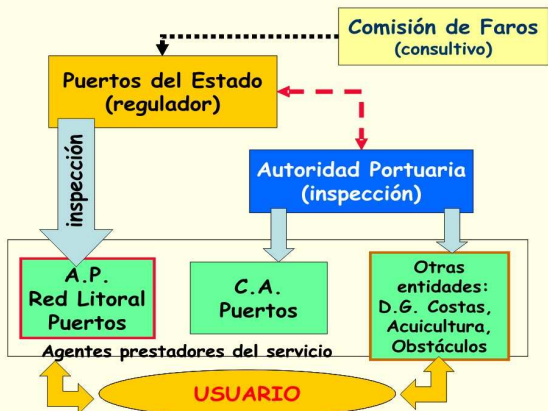 Comisión de Faros
(consultivo)
Puertos del Estado
(regulador)
inspección
Autoridad Portuaria
(inspección)
A.P.
Red Litoral
Puertos
C.A.
Puertos
Otras
entidades:
D.G. Costas,
Acuicultura,
Obstáculos
Agentes prestadores del servicio
USUARIO